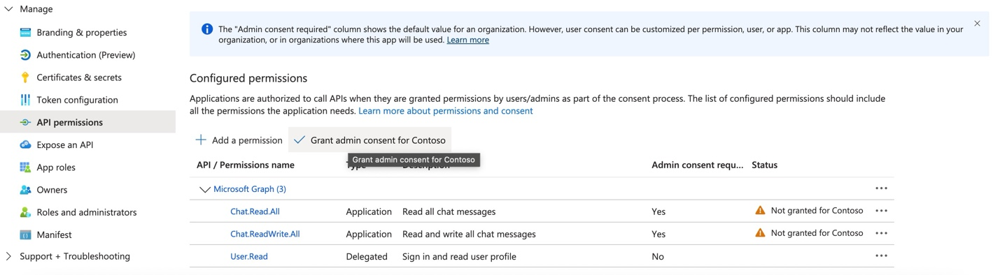 Manage
Branding & properties
Authentication (Preview)
Certificates & secrets
Token configuration
API permissions
Expose an API
App roles
Owners
Roles and administrators
Manifest
Support + Troubleshooting
The "Admin consent required" column shows the default value for an organization. However, user consent can be customized per permission, user, or app. This column may not reflect the value in your
organization, or in organizations where this app will be used. Learn more
Configured permissions
Applications are authorized to call APIs when they are granted permissions by users/admins as part of the consent process. The list of configured permissions should include
all the permissions the application needs. Learn more about permissions and consent
Add a permission Grant admin consent for Contoso
Grant admin consent for Contoso
API / Permissions name Type Description Admin consent requ... Status
Microsoft Graph (3)
Chat.Read.All Application Read all chat messages Yes Not granted for Contoso
Chat.ReadWrite.All Application Read and write all chat messages Yes Not granted for Contoso
User.Read Delegated Sign in and read user profile No